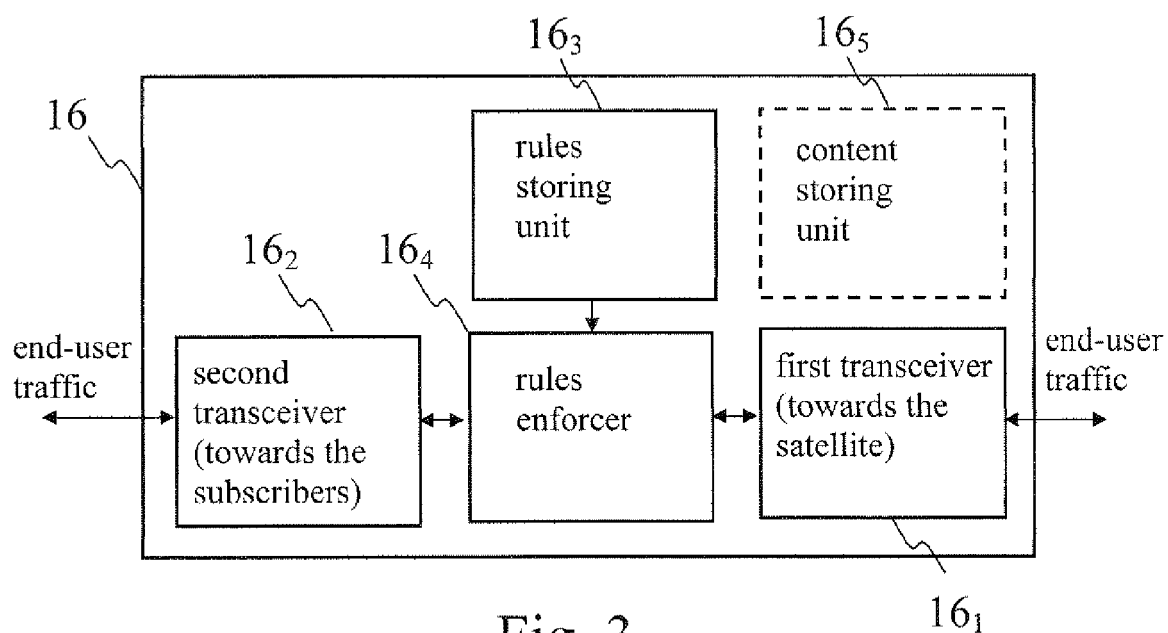 16₃
16₅
16
rules
storing
unit
content
storing
unit
16₂
16₄
end-user
traffic
second
transceiver
(towards the
subscribers)
rules
enforcer
first transceiver
(towards the
satellite)
end-user
traffic
16₁
Fig.